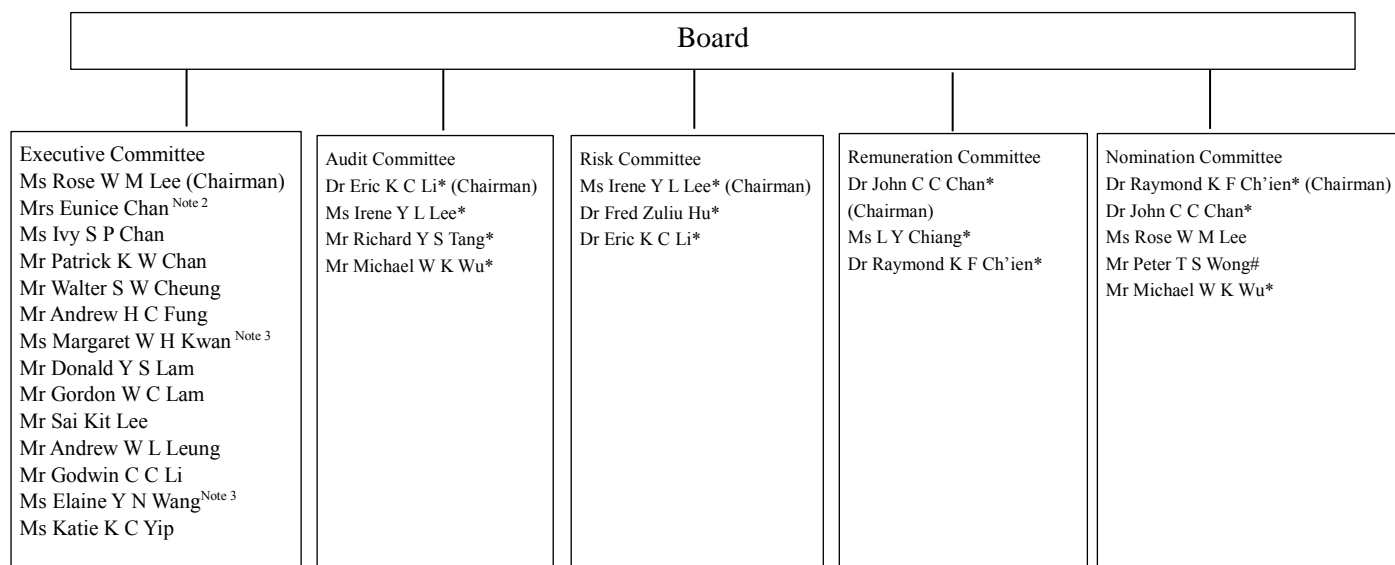 Board
Executive Committee
Ms Rose W M Lee (Chairman)
Mrs Eunice Chan Note 2
Ms Ivy S P Chan
Mr Patrick K W Chan
Mr Walter S W Cheung
Mr Andrew H C Fung
Ms Margaret W H Kwan Note 3
Mr Donald Y S Lam
Mr Gordon W C Lam
Mr Sai Kit Lee
Mr Andrew W L Leung
Mr Godwin C C Li
Ms Elaine Y N Wang Note 3
Ms Katie K C Yip
Audit Committee
Dr Eric K C Li* (Chairman)
Ms Irene Y L Lee*
Mr Richard Y S Tang*
Mr Michael W K Wu*
Risk Committee
Ms Irene Y L Lee* (Chairman)
Dr Fred Zuliu Hu*
Dr Eric K C Li*
Remuneration Committee
Dr John C C Chan*
(Chairman)
Ms L Y Chiang*
Dr Raymond K F Ch’ien*
Nomination Committee
Dr Raymond K F Ch’ien* (Chairman)
Dr John C C Chan*
Ms Rose W M Lee
Mr Peter T S Wong#
Mr Michael W K Wu*